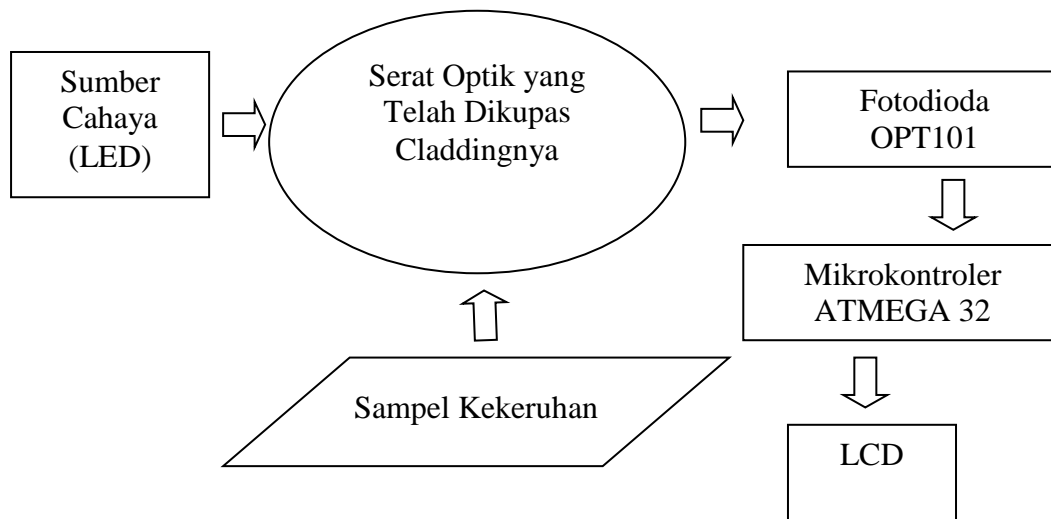 Sumber
Cahaya
(LED)
Serat Optik yang
Telah Dikupas
Claddingnya
Fotodioda
OPT101
Mikrokontroler
ATMEGA 32
Sampel Kekeruhan
LCD